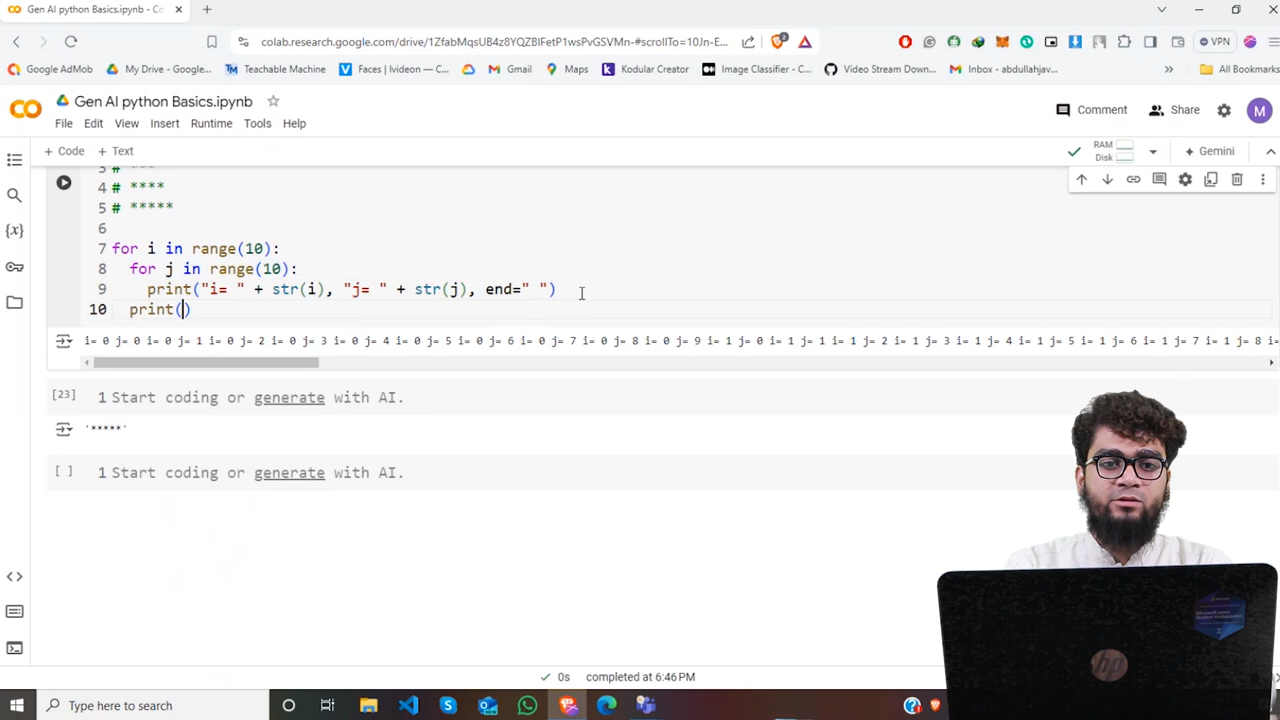 Gen AI python Basics.ipynb - Co
colab.research.google.com/drive/1ZfabMqsUB4z8YQZBIFetP1wsPvGSVMn-#scrollTo=10Jn-E...
VPN
Google AdMob
My Drive - Google...
Teachable Machine
Faces | Ivideon — C...
Gmail
Maps
Kodular Creator
Image Classifier - C...
Video Stream Down...
Inbox - abdullahjav...
»
All Bookmarks
Gen AI python Basics.ipynb
Comment
Share
M
File Edit View Insert Runtime Tools Help
+ Code + Text
RAM
Disk
Gemini
3 # ***
4 # ****
5 # *****
6
7 for i in range(10):
8 for j in range(10):
9 print("i= " + str(i), "j= " + str(j), end=" ")
10 print()
i= 0 j= 0 i= 0 j= 1 i= 0 j= 2 i= 0 j= 3 i= 0 j= 4 i= 0 j= 5 i= 0 j= 6 i= 0 j= 7 i= 0 j= 8 i= 0 j= 9 i= 1 j= 0 i= 1 j= 1 i= 1 j= 2 i= 1 j= 3 i= 1 j= 4 i= 1 j= 5 i= 1 j= 6 i= 1 j= 7 i= 1 j= 8 i=
[23] 1 Start coding or generate with AI.
'*****'
[ ] 1 Start coding or generate with AI.
0s completed at 6:46 PM
hp
Type here to search